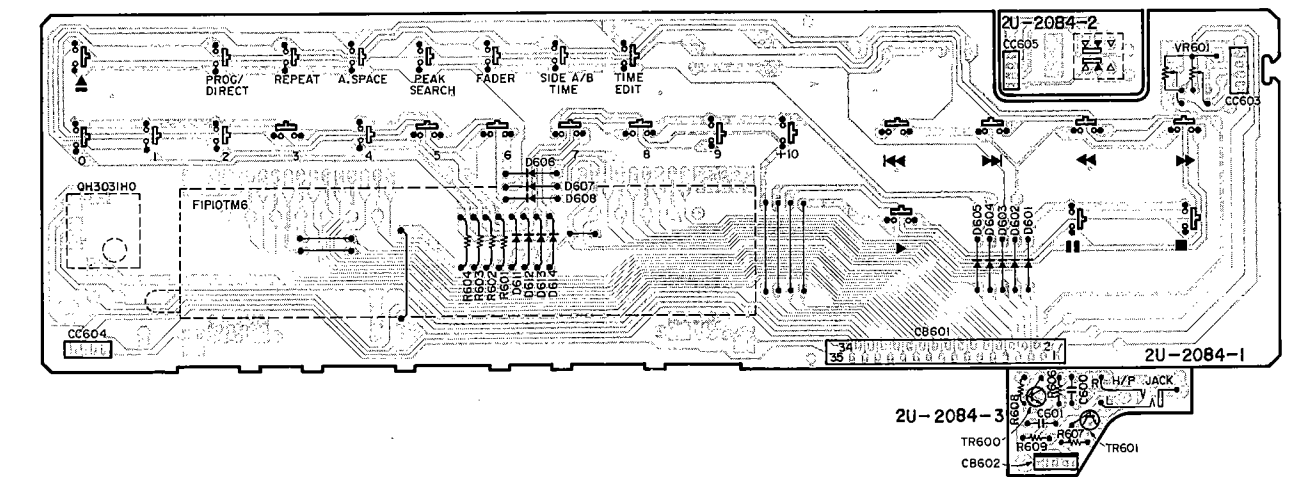 2U-2084-2
CC605
VR601
CC603
PROG/
DIRECT
REPEAT
A.SPACE
PEAK
SEARCH
FADER
SIDE A/B
TIME
TIME
EDIT
0
1
2
3
4
5
6
7
8
9
+10
D606
D607
D608
QH3031HO
FIP10TM6
D605
D604
D603
D602
D601
R604
R603
R602
R601
D611
D612
D613
D614
CC604
CB601
34
35
2
1
2U-2084-1
R608
R606
C600
R
H/P JACK
L
2U-2084-3
C601
TR600
R609
R607
TR601
CB602